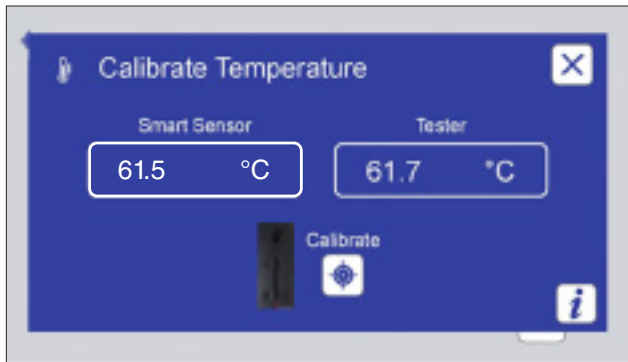 Calibrate Temperature
Smart Sensor Tester
61.5 °C 61.7 °C
Calibrate
i